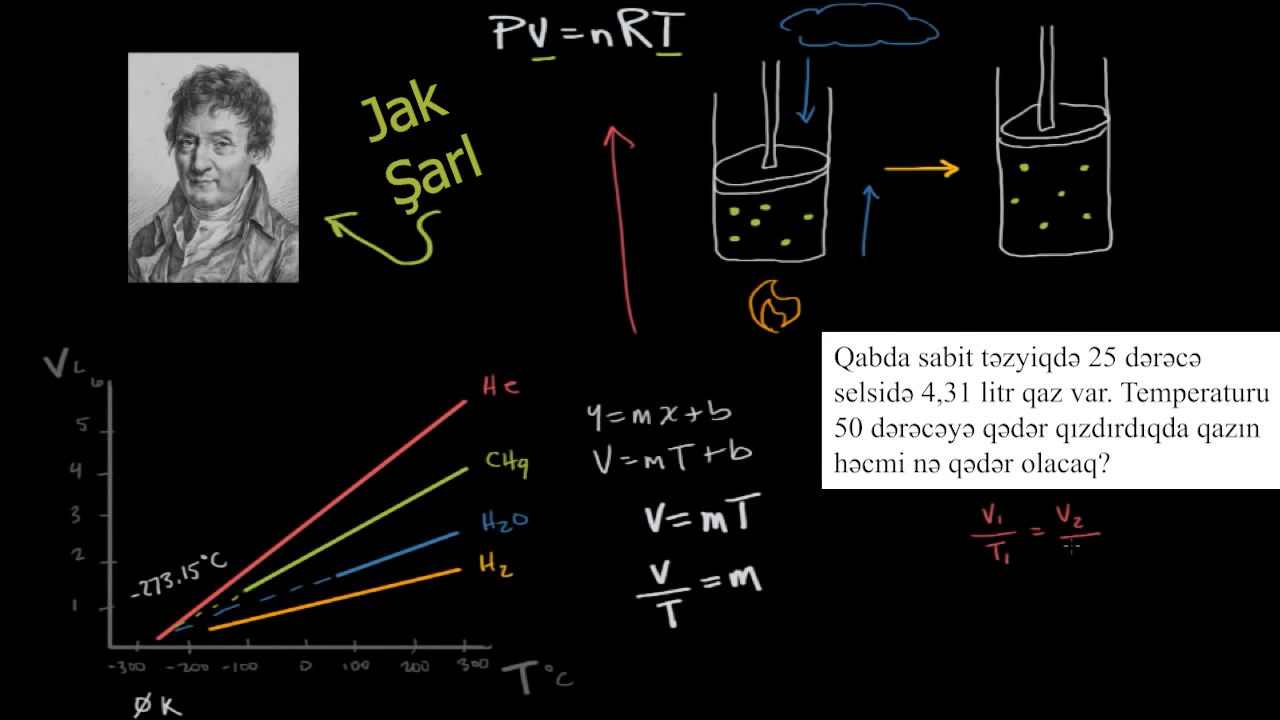 PV=nRT
Jak
Şarl
V L
6
5
4
3
2
1
-300 -200 -100 0 100 200 300
T °C
-273.15°C
ØK
He
CH4
H2O
H2
y=mx+b
V=mT+b
V=mT
V/T=m
Qabda sabit təzyiqdə 25 dərəcə
selsidə 4,31 litr qaz var. Temperaturu
50 dərəcəyə qədər qızdırdıqda qazın
həcmi nə qədər olacaq?
V1/T1 = V2/